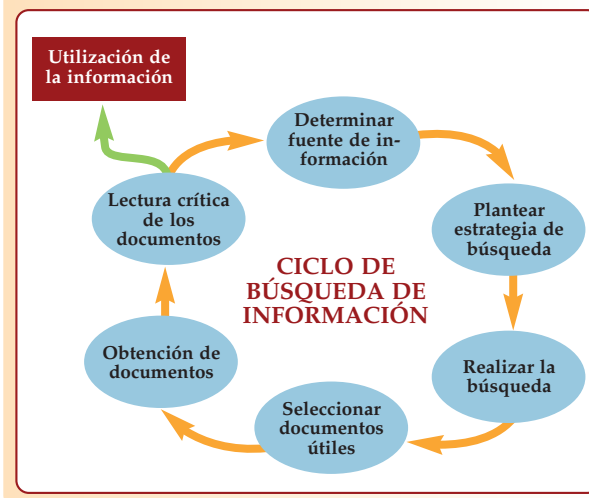 Utilización de
la información
Determinar
fuente de in-
formación
Plantear
estrategia de
búsqueda
Realizar la
búsqueda
Seleccionar
documentos
útiles
Obtención de
documentos
Lectura crítica
de los
documentos
CICLO DE
BÚSQUEDA DE
INFORMACIÓN